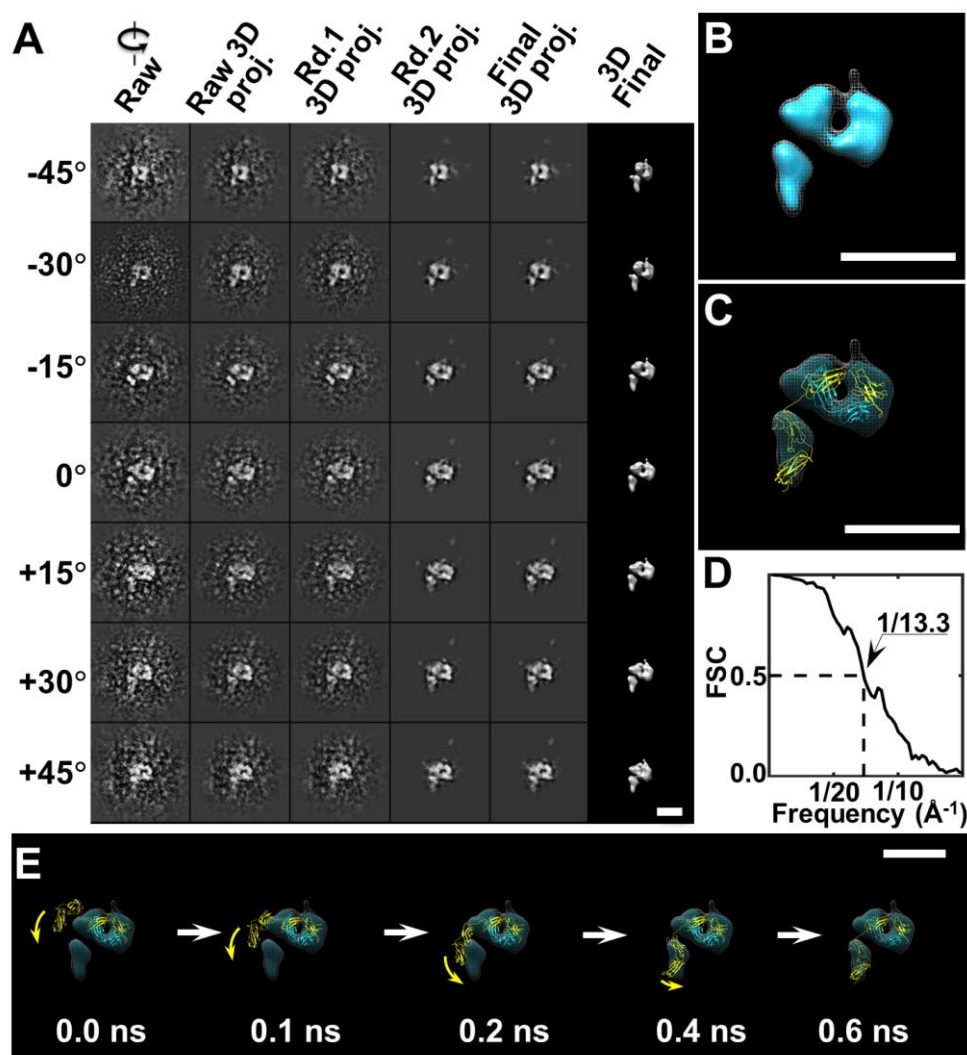 A
Raw
Raw 3D
proj.
Rd.1
3D proj.
Rd.2
3D proj.
Final
3D proj.
3D
Final
-45°
-30°
-15°
0°
+15°
+30°
+45°
B
C
D
1/13.3
FSC
0.5
0.0
1/20
1/10
Frequency (Å⁻¹)
E
0.0 ns
0.1 ns
0.2 ns
0.4 ns
0.6 ns